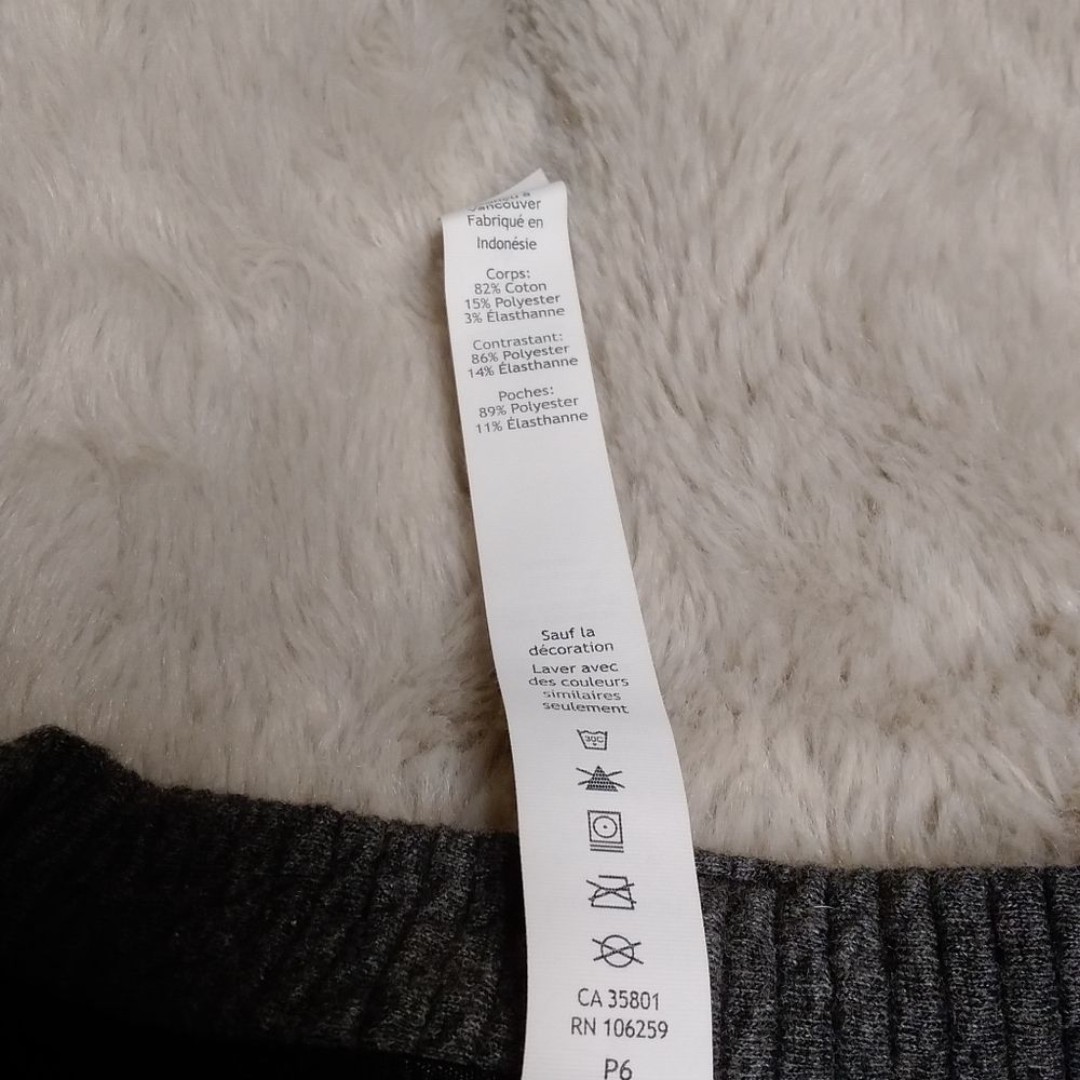 Vancouver
Fabriqué en
Indonésie
Corps:
82% Coton
15% Polyester
3% Élasthanne
Contrastant:
86% Polyester
14% Élasthanne
Poches:
89% Polyester
11% Élasthanne
Sauf la
décoration
Laver avec
des couleurs
similaires
seulement
30C
CA 35801
RN 106259
P6